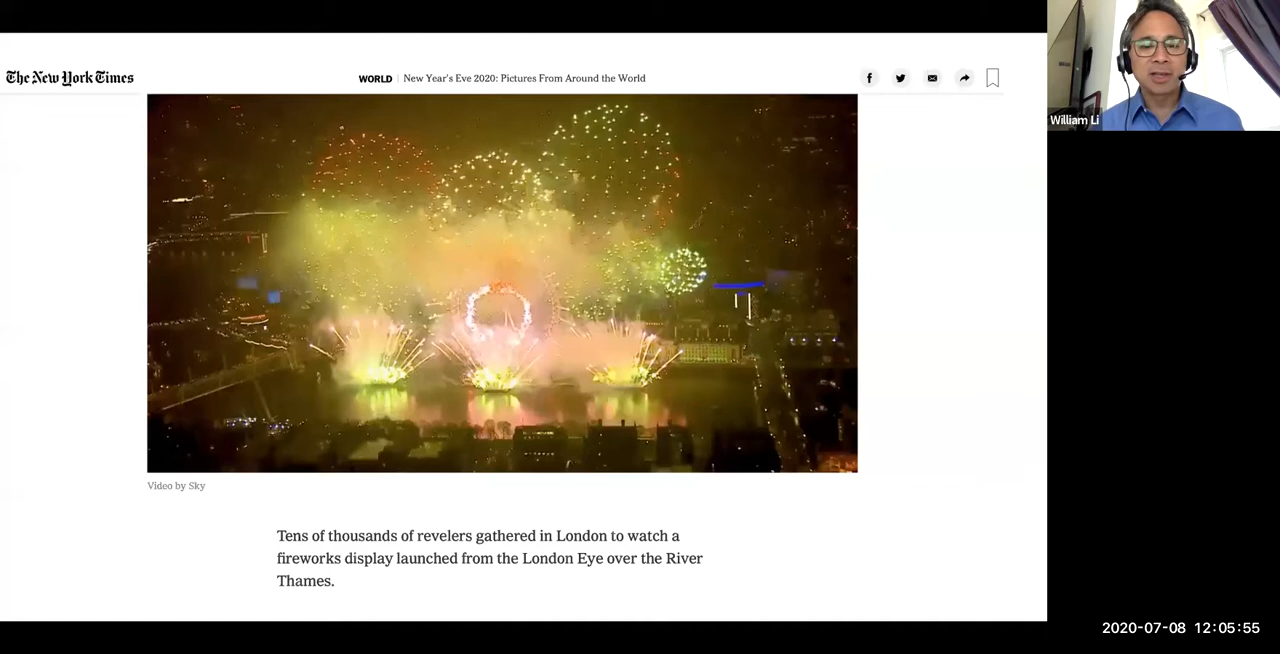 The New York Times
WORLD | New Year's Eve 2020: Pictures From Around the World
William Li
Video by Sky
Tens of thousands of revelers gathered in London to watch a
fireworks display launched from the London Eye over the River
Thames.
2020-07-08 12:05:55